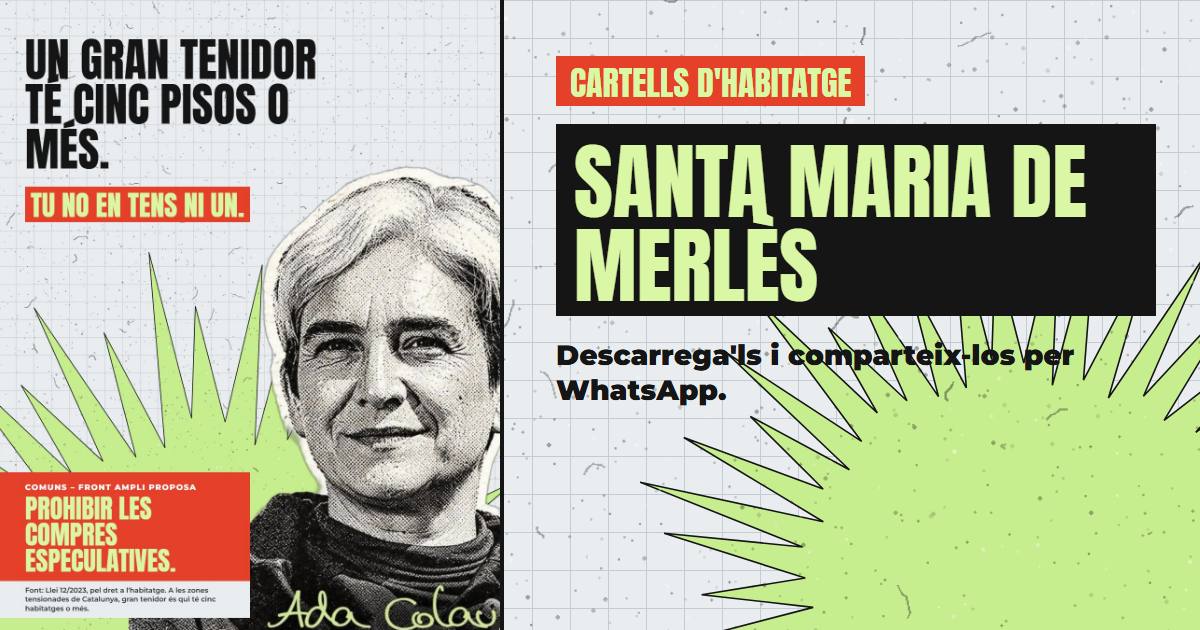 UN GRAN TENIDOR
TÉ CINC PISOS O
MÉS.
TU NO EN TENS NI UN.
COMUNS – FRONT AMPLI PROPOSA
PROHIBIR LES
COMPRES
ESPECULATIVES.
Font: Llei 12/2023, pel dret a l'habitatge. A les zones
tensionades de Catalunya, gran tenidor és qui té cinc
habitatges o més.
Ada Colau
CARTELLS D'HABITATGE
SANTA MARIA DE
MERLÈS
Descarrega'ls i comparteix-los per
WhatsApp.